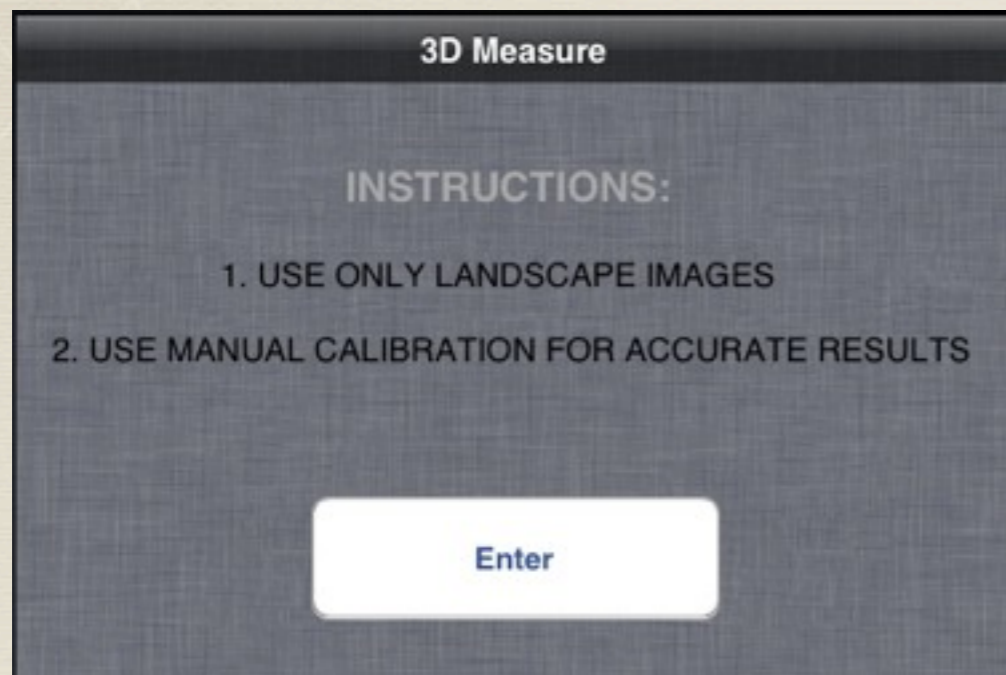 3D Measure
INSTRUCTIONS:
1. USE ONLY LANDSCAPE IMAGES
2. USE MANUAL CALIBRATION FOR ACCURATE RESULTS
Enter